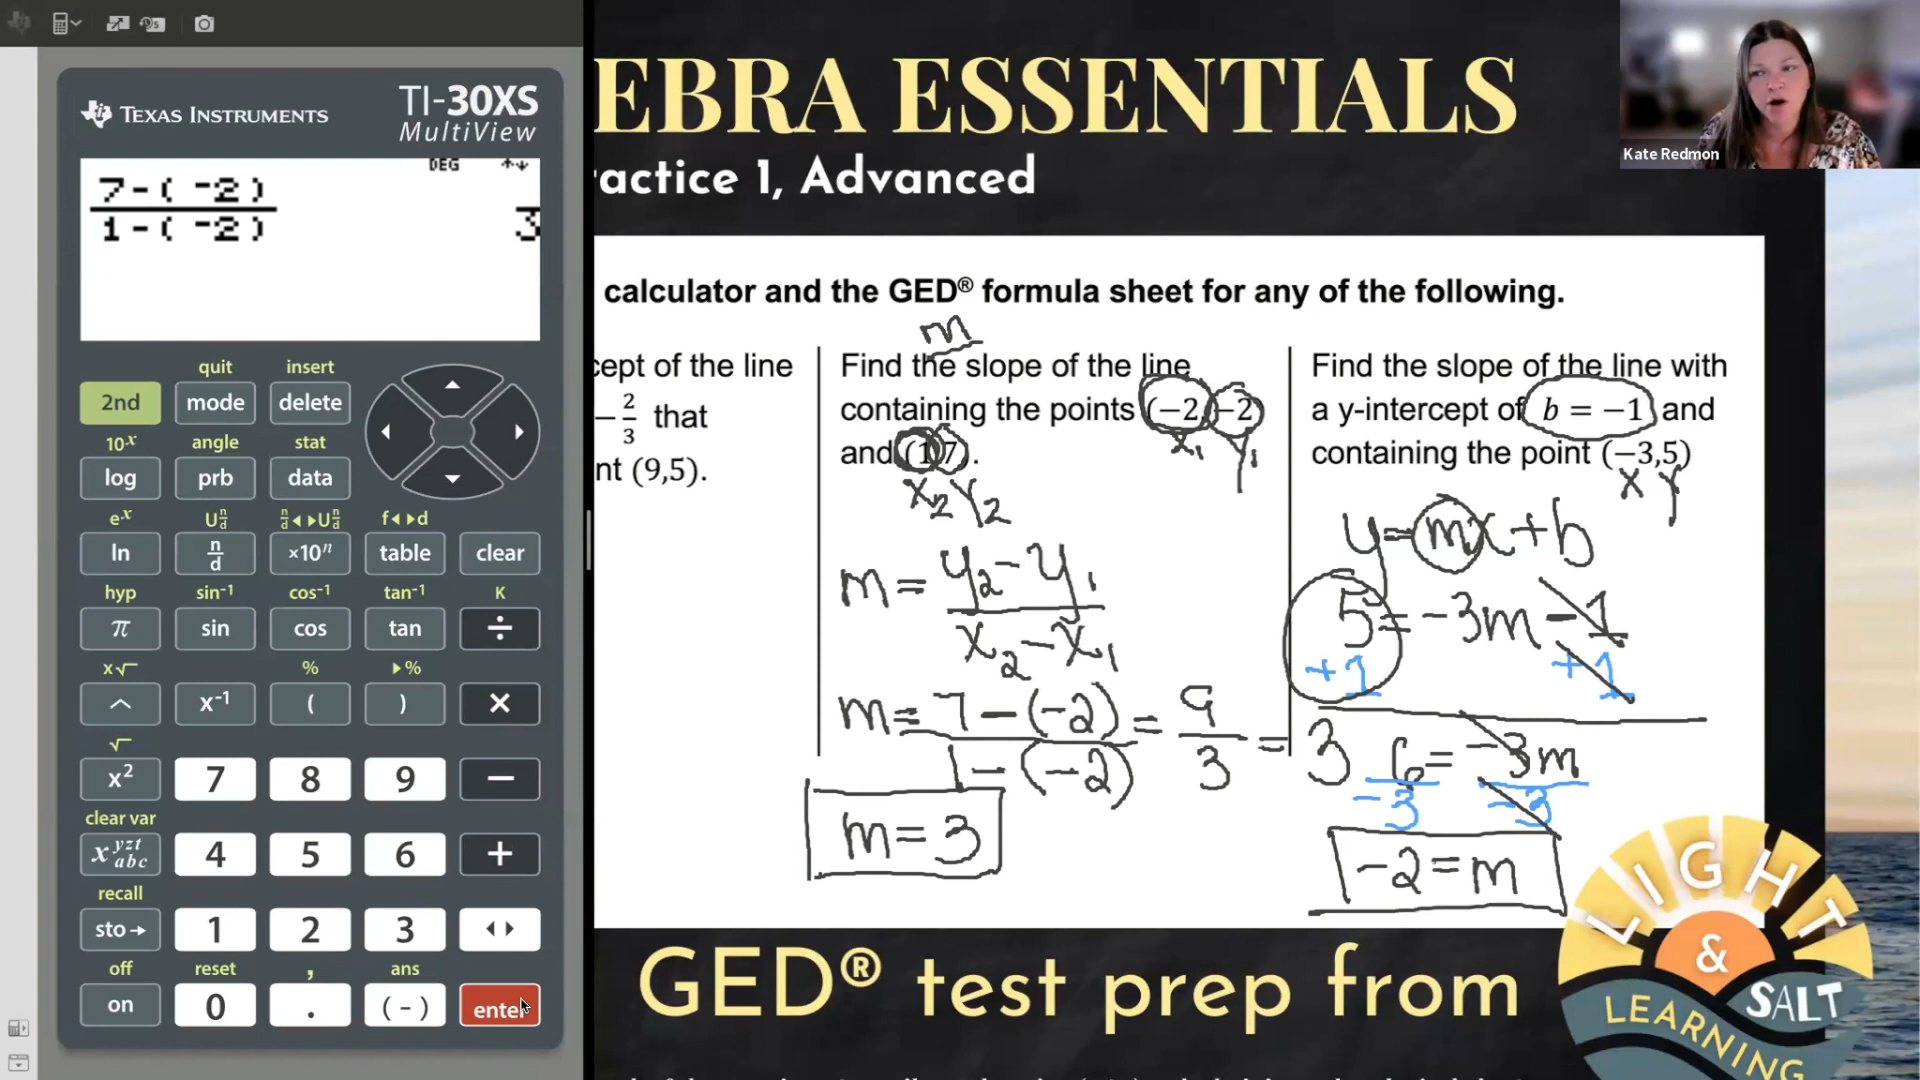 TEXAS INSTRUMENTS
TI-30XS
MultiView
DEG
7-( -2)
1-( -2)
3
quit insert
2nd mode delete
10ˣ angle stat
log prb data
eˣ U n/d n/d ◄►U n/d f◄►d
ln n/d ×10ⁿ table clear
hyp sin⁻¹ cos⁻¹ tan⁻¹ K
π sin cos tan ÷
x√ % ►%
^ x⁻¹ ( ) ×
√
x² 7 8 9 −
clear var
x yzt abc 4 5 6 +
recall
sto→ 1 2 3 ◄►
off reset , ans
on 0 . (-) enter
EBRA ESSENTIALS
ractice 1, Advanced
Kate Redmon
calculator and the GED® formula sheet for any of the following.
cept of the line
−2/3 that
nt (9,5).
m
Find the slope of the line
containing the points (−2,−2)
and (1,7).
x₁ y₁
x₂ y₂
m = y₂ − y₁ / x₂ − x₁
m = 7 − (−2) / 1 − (−2) = 9/3 = 3
m = 3
Find the slope of the line with
a y-intercept of b = −1 and
containing the point (−3,5)
x y
y = mx + b
5 = −3m − 1
+1 +1
6 = −3m
−3 −3
−2 = m
GED® test prep from
LIGHT
& SALT
LEARNING